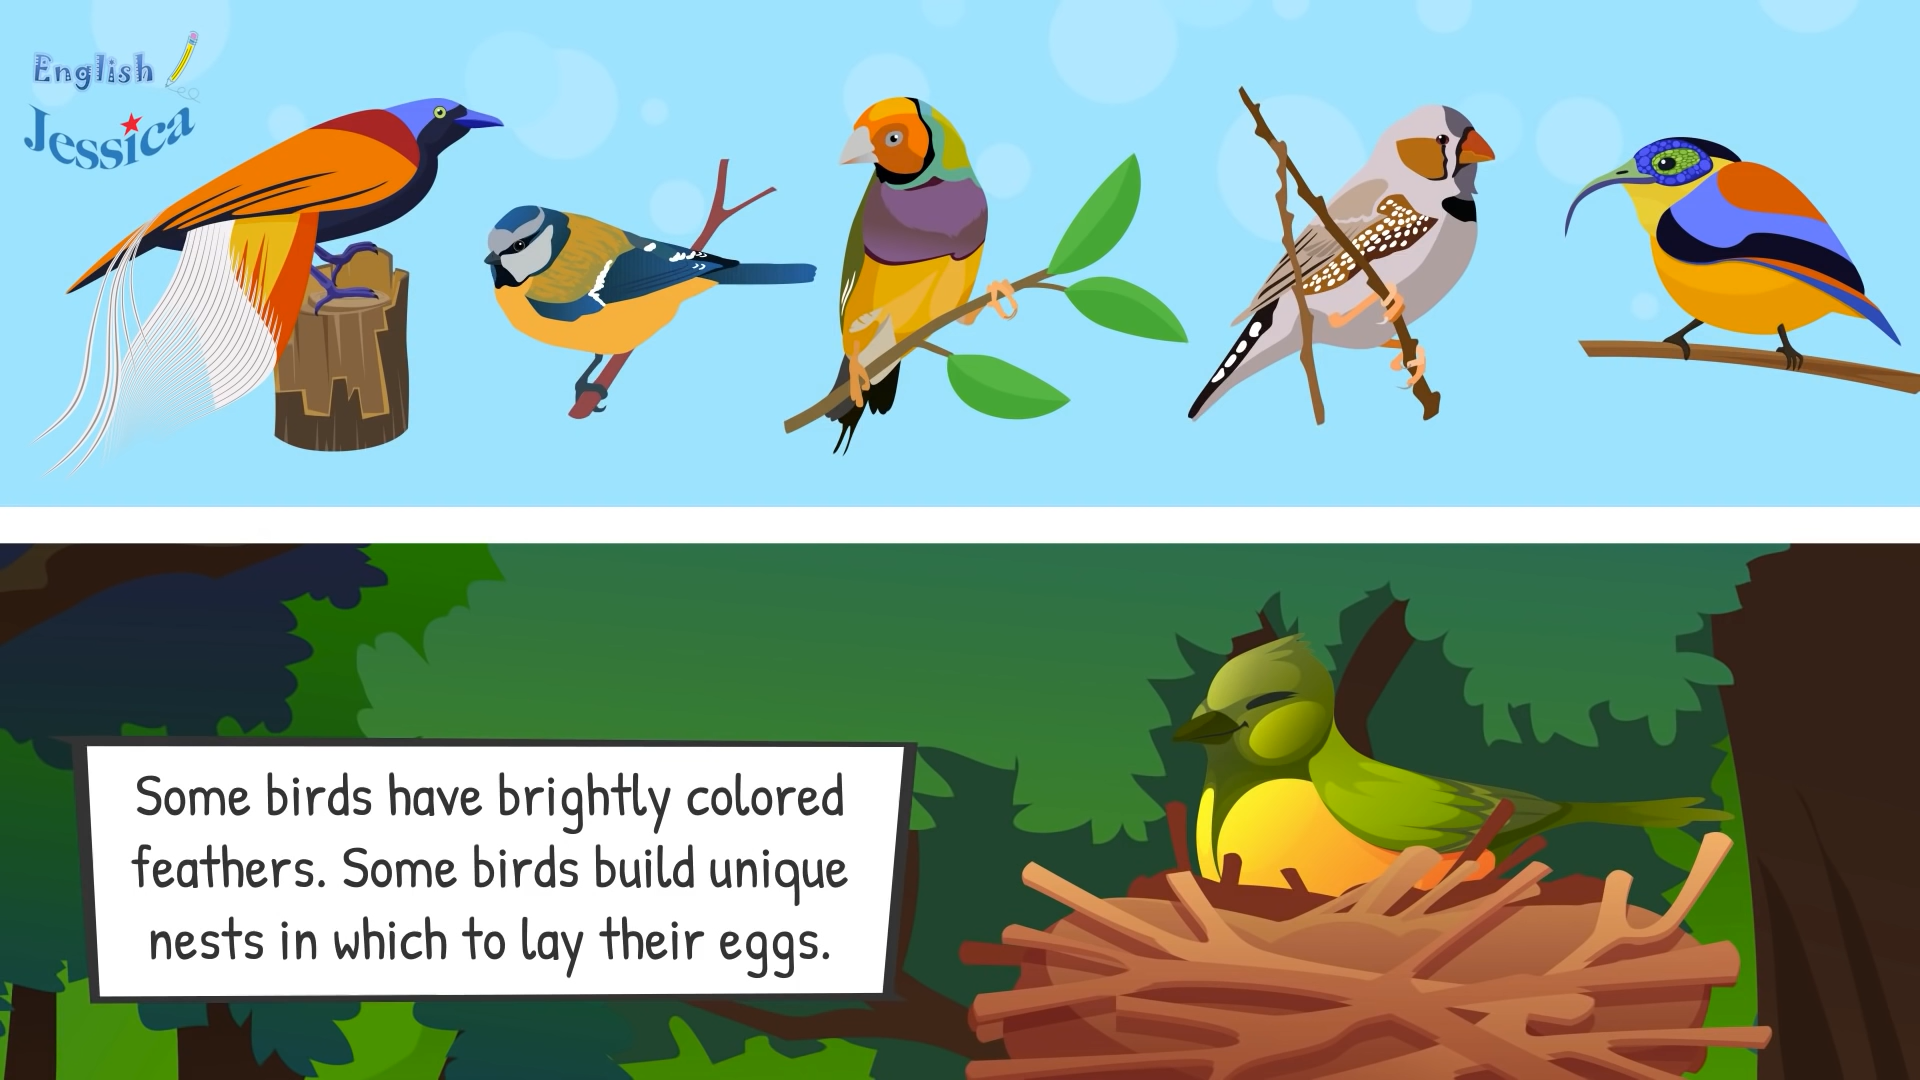 English
Jessica
Some birds have brightly colored
feathers. Some birds build unique
nests in which to lay their eggs.